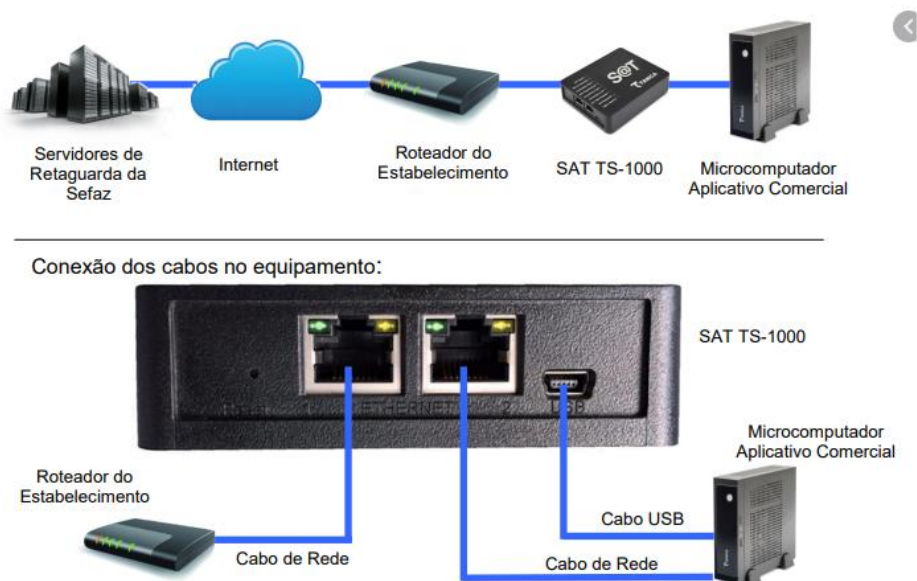 S@T
TANCA
Servidores de
Retaguarda da
Sefaz
Internet
Roteador do
Estabelecimento
SAT TS-1000
Microcomputador
Aplicativo Comercial
Conexão dos cabos no equipamento:
SAT TS-1000
ETHERNET 2 USB
Microcomputador
Aplicativo Comercial
Roteador do
Estabelecimento
Cabo USB
Cabo de Rede
Cabo de Rede